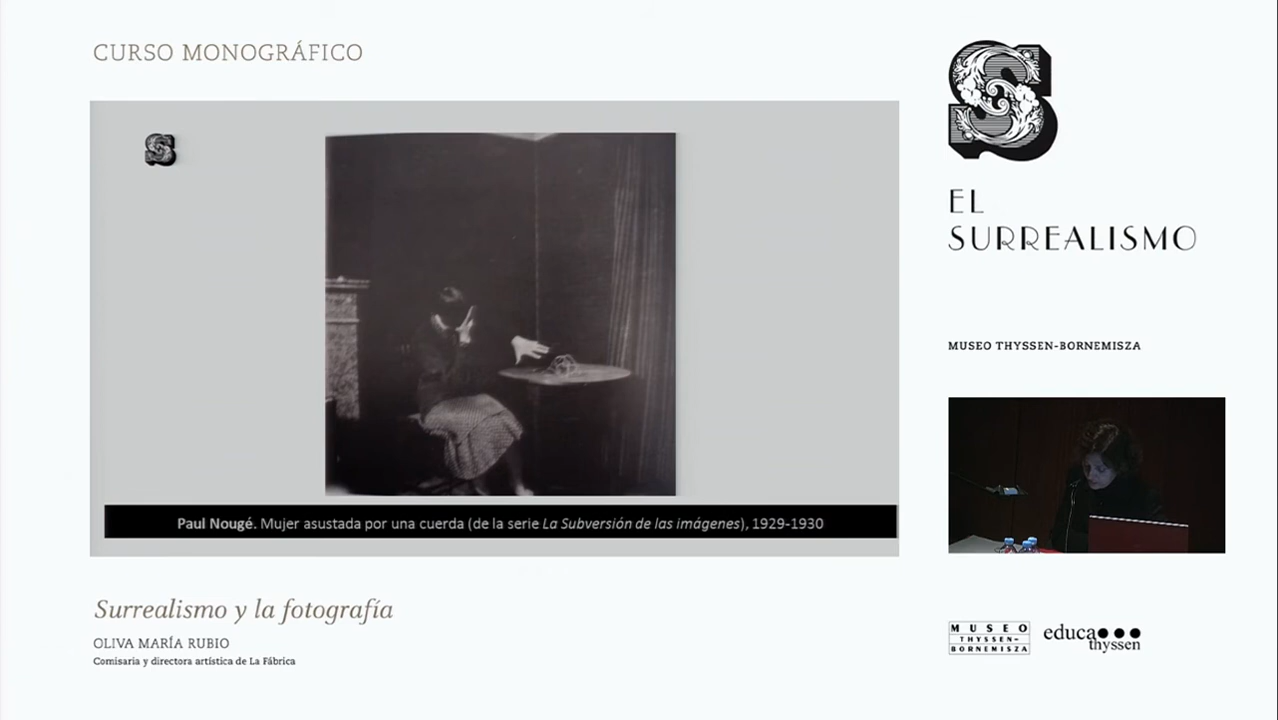 CURSO MONOGRÁFICO
S
S
EL
SURREALISMO
MUSEO THYSSEN-BORNEMISZA
Paul Nougé. Mujer asustada por una cuerda (de la serie La Subversión de las imágenes), 1929-1930
Surrealismo y la fotografía
OLIVA MARÍA RUBIO
Comisaria y directora artística de La Fábrica
MUSEO
THYSSEN-
BORNEMISZA
educa
thyssen